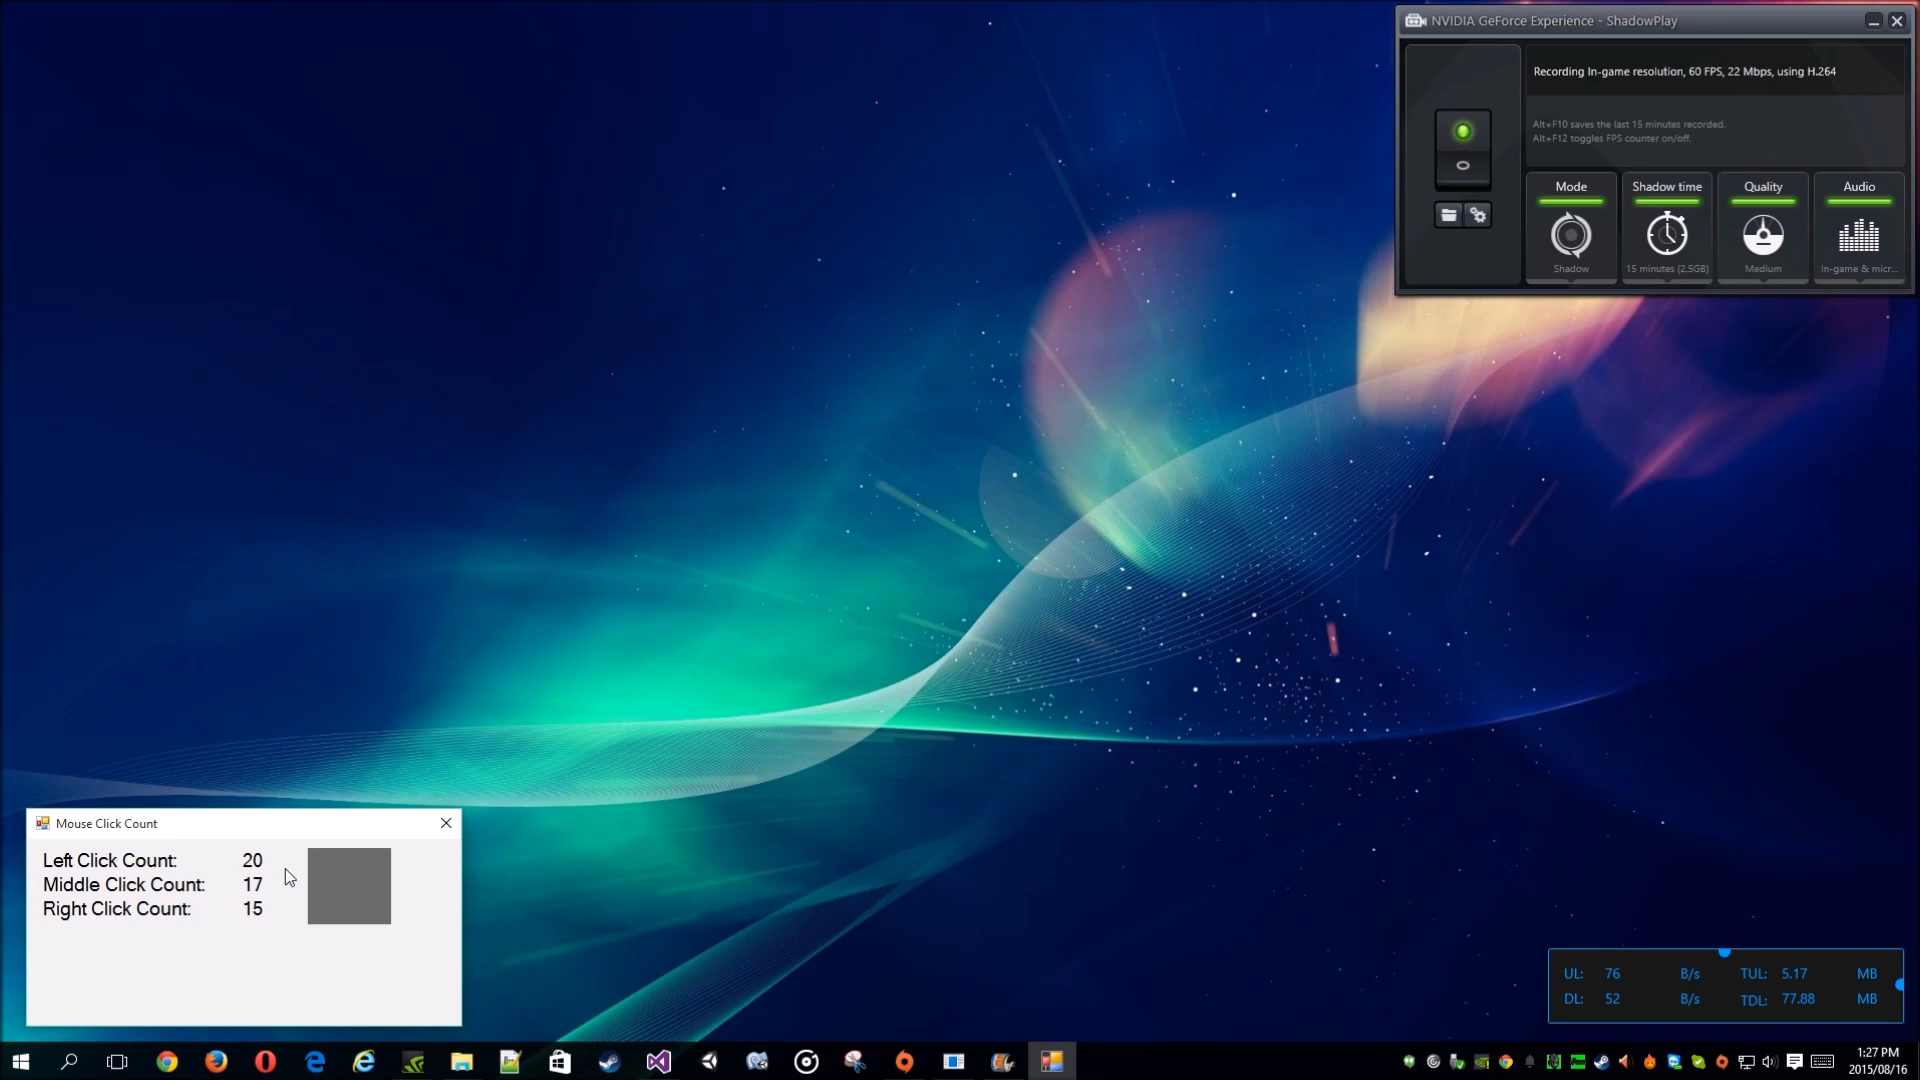 NVIDIA GeForce Experience - ShadowPlay
Recording In-game resolution, 60 FPS, 22 Mbps, using H.264
Alt+F10 saves the last 15 minutes recorded.
Alt+F12 toggles FPS counter on/off.
Mode Shadow time Quality Audio
Shadow 15 minutes (2.5GB) Medium In-game & micr...
Mouse Click Count
Left Click Count: 20
Middle Click Count: 17
Right Click Count: 15
UL: 76 B/s TUL: 5.17 MB
DL: 52 B/s TDL: 77.88 MB
1:27 PM
2015/08/16